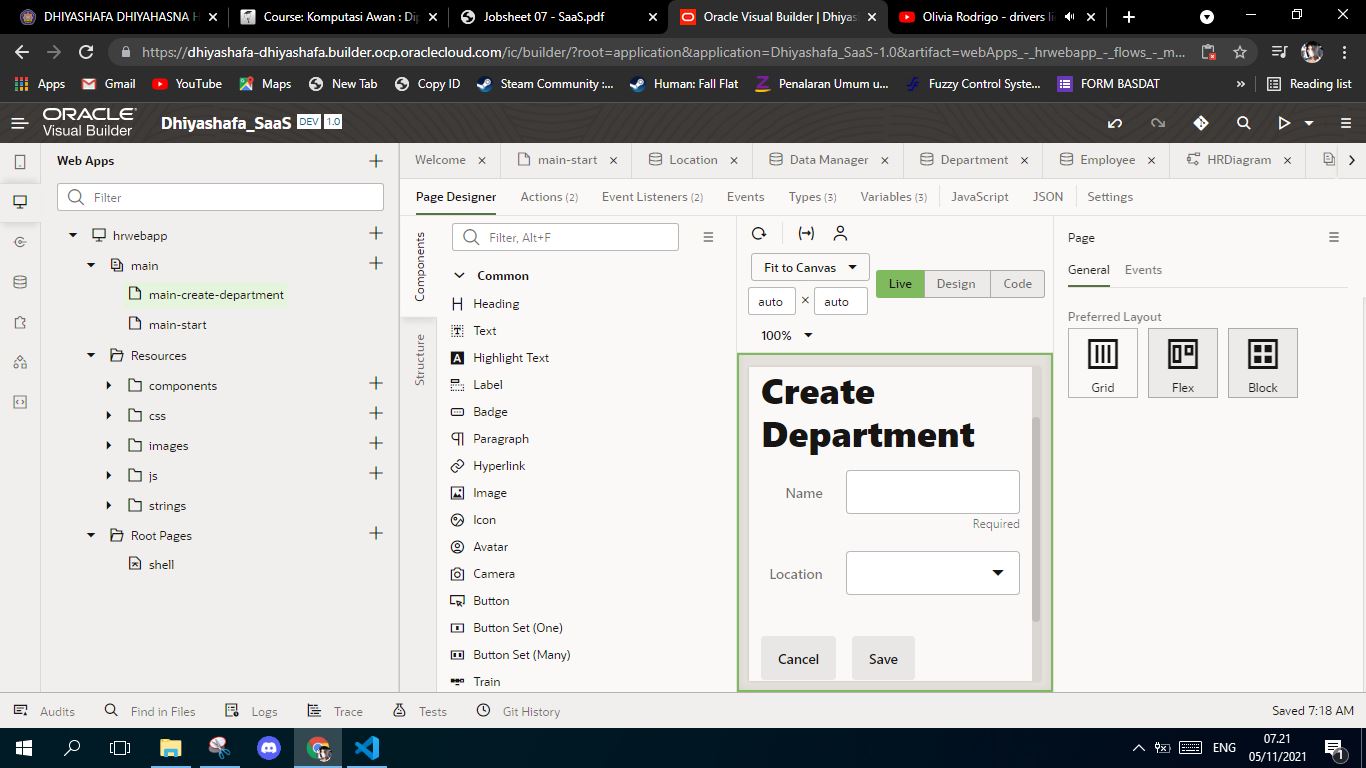 DHIYASHAFA DHIYAHASNA H
Course: Komputasi Awan : Dip
Jobsheet 07 - SaaS.pdf
Oracle Visual Builder | Dhiyash
Olivia Rodrigo - drivers li
https://dhiyashafa-dhiyashafa.builder.ocp.oraclecloud.com/ic/builder/?root=application&application=Dhiyashafa_SaaS-1.0&artifact=webApps_-_hrwebapp_-_flows_-_m...
Apps Gmail YouTube Maps New Tab Copy ID Steam Community :... Human: Fall Flat Penalaran Umum u... Fuzzy Control Syste... FORM BASDAT » Reading list
ORACLE
Visual Builder
Dhiyashafa_SaaS DEV 1.0
Web Apps
Filter
hrwebapp
main
main-create-department
main-start
Resources
components
css
images
js
strings
Root Pages
shell
Welcome main-start Location Data Manager Department Employee HRDiagram
Page Designer Actions (2) Event Listeners (2) Events Types (3) Variables (3) JavaScript JSON Settings
Components
Structure
Filter, Alt+F
Common
Heading
Text
Highlight Text
Label
Badge
Paragraph
Hyperlink
Image
Icon
Avatar
Camera
Button
Button Set (One)
Button Set (Many)
Train
Fit to Canvas
auto × auto
Live Design Code
100%
Create
Department
Name
Required
Location
Cancel Save
Page
General Events
Preferred Layout
Grid Flex Block
Audits Find in Files Logs Trace Tests Git History
Saved 7:18 AM
ENG
07.21
05/11/2021
1